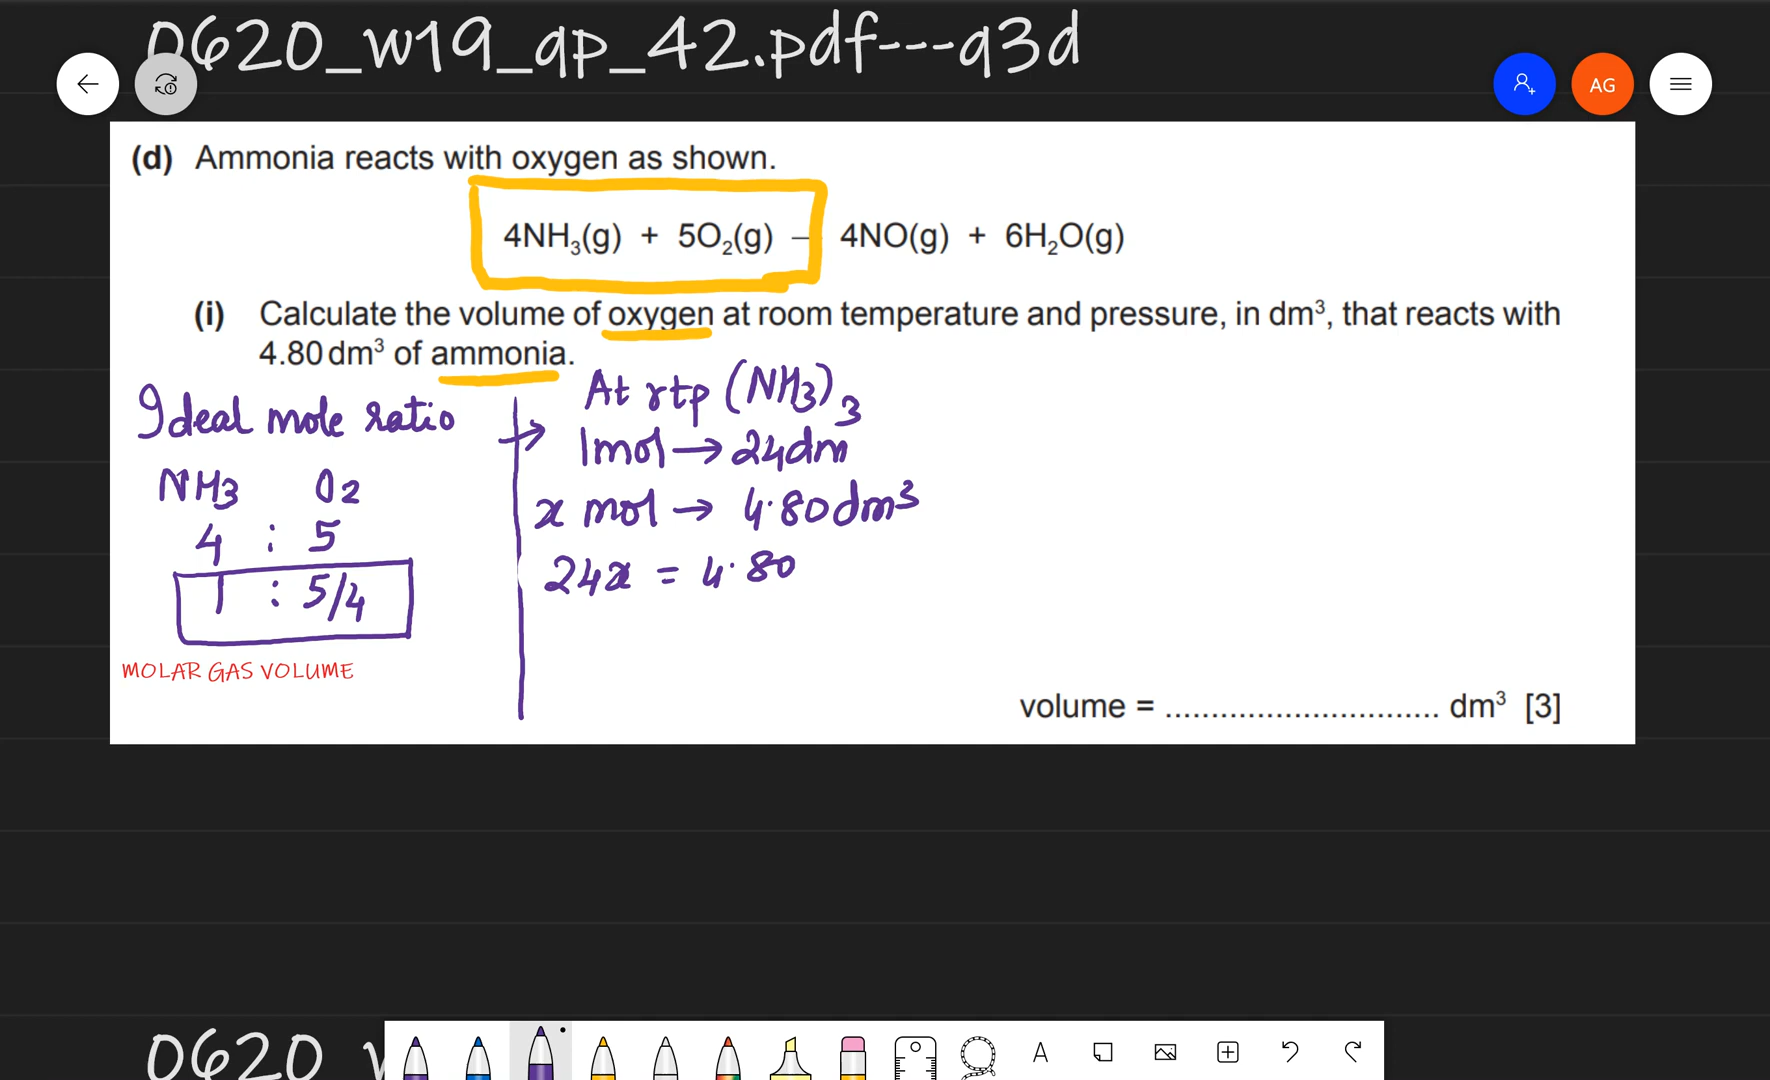 0620_w19_qp_42.pdf---q3d
AG
(d) Ammonia reacts with oxygen as shown.
4NH₃(g) + 5O₂(g) – 4NO(g) + 6H₂O(g)
(i) Calculate the volume of oxygen at room temperature and pressure, in dm³, that reacts with
4.80 dm³ of ammonia.
Ideal mole ratio
NH3 O2
4 : 5
1 : 5/4
MOLAR GAS VOLUME
At rtp (NH3)
1mol → 24dm³
x mol → 4.80dm³
24x = 4.80
volume = .............................. dm³ [3]
0620